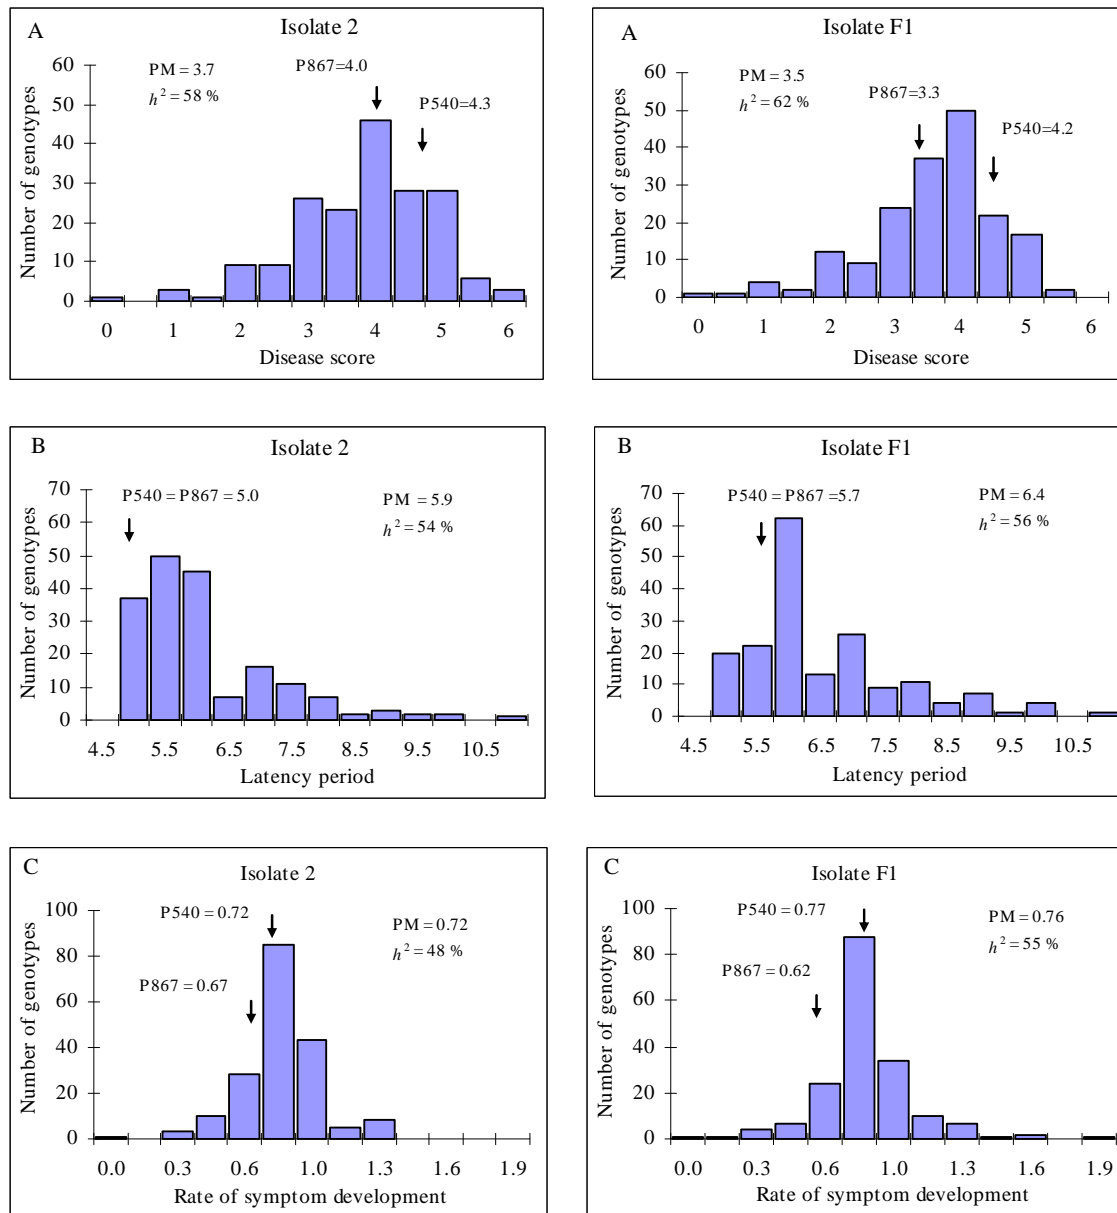 A
Isolate 2
PM = 3.7
h² = 58 %
P867=4.0
P540=4.3
60
50
40
30
20
10
0
Number of genotypes
0 1 2 3 4 5 6
Disease score
A
Isolate F1
PM = 3.5
h² = 62 %
P867=3.3
P540=4.2
60
50
40
30
20
10
0
Number of genotypes
0 1 2 3 4 5 6
Disease score
B
Isolate 2
P540 = P867 = 5.0
PM = 5.9
h² = 54 %
70
60
50
40
30
20
10
0
Number of genotypes
4.5 5.5 6.5 7.5 8.5 9.5 10.5
Latency period
B
Isolate F1
P540 = P867 =5.7
PM = 6.4
h² = 56 %
70
60
50
40
30
20
10
0
Number of genotypes
4.5 5.5 6.5 7.5 8.5 9.5 10.5
Latency period
C
Isolate 2
P540 = 0.72
PM = 0.72
h² = 48 %
P867 = 0.67
100
80
60
40
20
0
Number of genotypes
0.0 0.3 0.6 1.0 1.3 1.6 1.9
Rate of symptom development
C
Isolate F1
P540 = 0.77
PM = 0.76
h² = 55 %
P867 = 0.62
100
80
60
40
20
0
Number of genotypes
0.0 0.3 0.6 1.0 1.3 1.6 1.9
Rate of symptom development